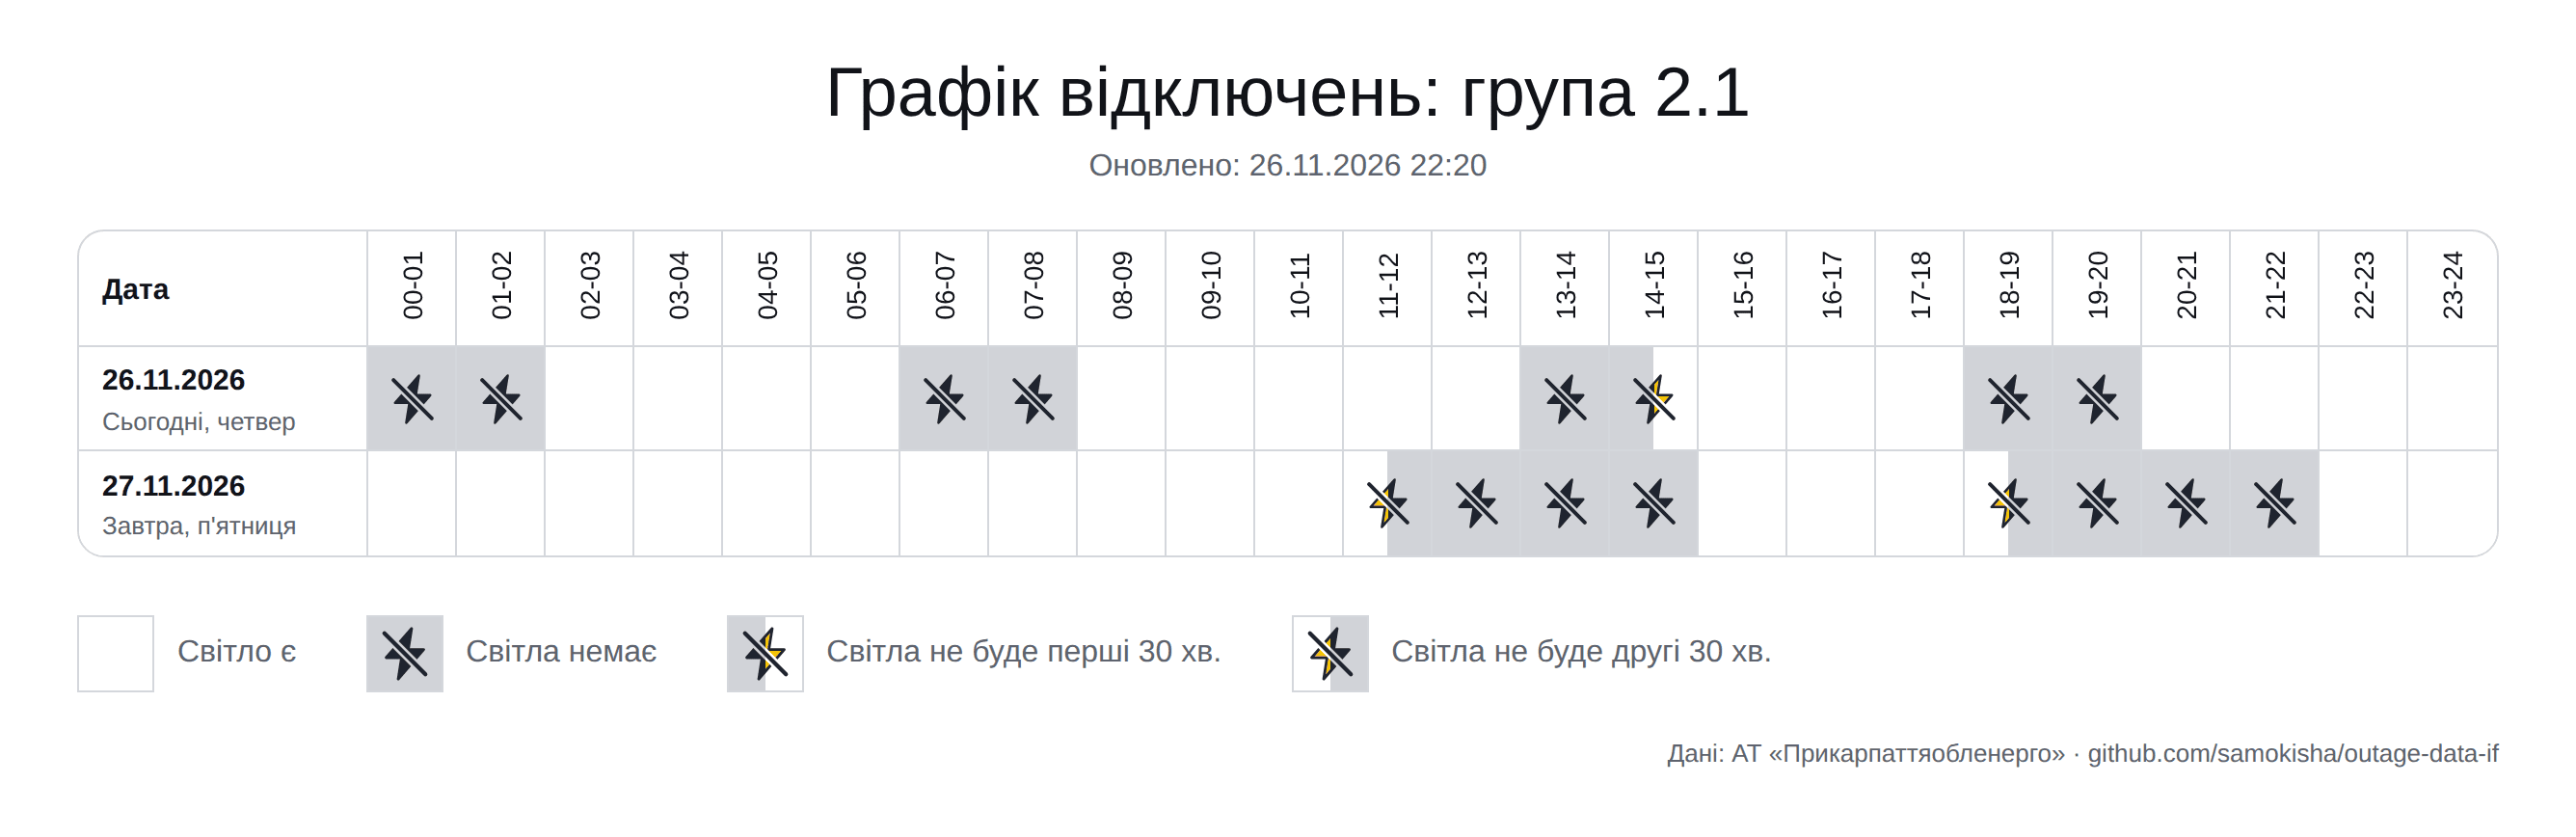 Графік відключень: група 2.1
Оновлено: 26.11.2026 22:20
Дата 00-01 01-02 02-03 03-04 04-05 05-06 06-07 07-08 08-09 09-10 10-11 11-12 12-13 13-14 14-15 15-16 16-17 17-18 18-19 19-20 20-21 21-22 22-23 23-24
26.11.2026
Сьогодні, четвер
27.11.2026
Завтра, п'ятниця
Світло є Світла немає Світла не буде перші 30 хв. Світла не буде другі 30 хв.
Дані: АТ «Прикарпаттяобленерго» · github.com/samokisha/outage-data-if